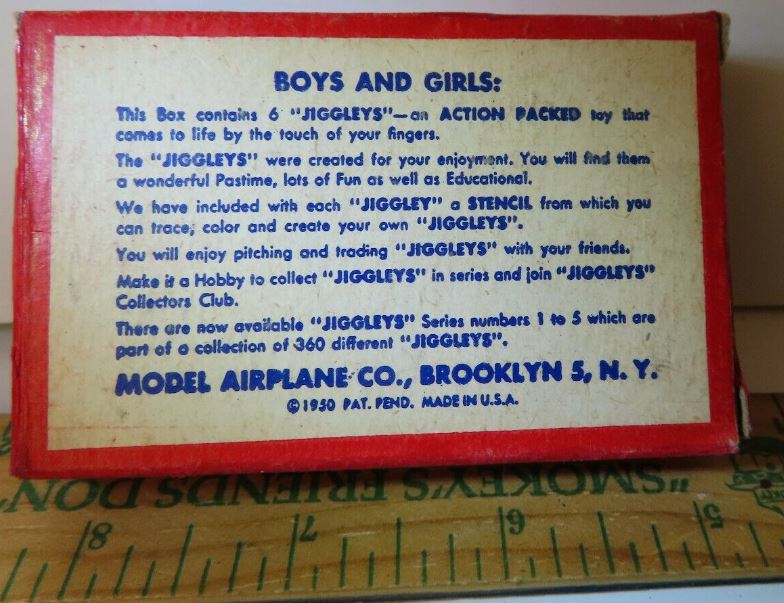 BOYS AND GIRLS:
This Box contains 6 "JIGGLEYS"—an ACTION PACKED toy that
comes to life by the touch of your fingers.
The "JIGGLEYS" were created for your enjoyment. You will find them
a wonderful Pastime, lots of Fun as well as Educational.
We have included with each "JIGGLEY" a STENCIL from which you
can trace, color and create your own "JIGGLEYS".
You will enjoy pitching and trading "JIGGLEYS" with your friends.
Make it a Hobby to collect "JIGGLEYS" in series and join "JIGGLEYS"
Collectors Club.
There are now available "JIGGLEYS" Series numbers 1 to 5 which are
part of a collection of 360 different "JIGGLEYS".
MODEL AIRPLANE CO., BROOKLYN 5, N. Y.
© 1950 PAT. PEND. MADE IN U.S.A.
"SMOKEY'S FRIENDS DON'
8 7 6 5